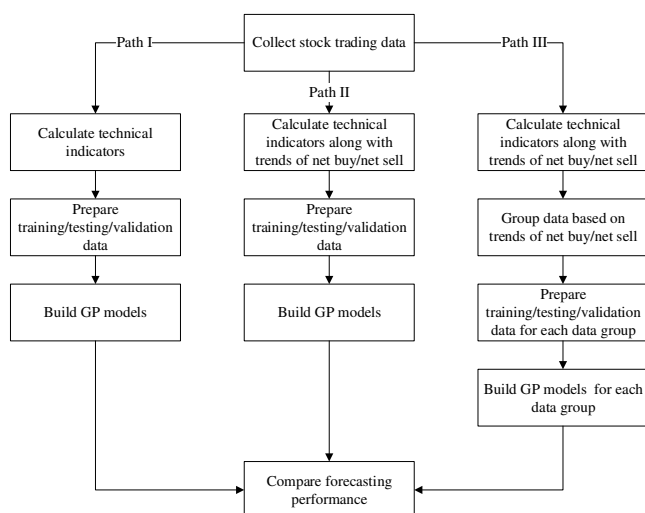 Path I
Collect stock trading data
Path III
Path II
Calculate technical
indicators
Calculate technical
indicators along with
trends of net buy/net sell
Calculate technical
indicators along with
trends of net buy/net sell
Prepare
training/testing/validation
data
Prepare
training/testing/validation
data
Group data based on
trends of net buy/net sell
Build GP models
Build GP models
Prepare
training/testing/validation
data for each data group
Build GP models for each
data group
Compare forecasting
performance